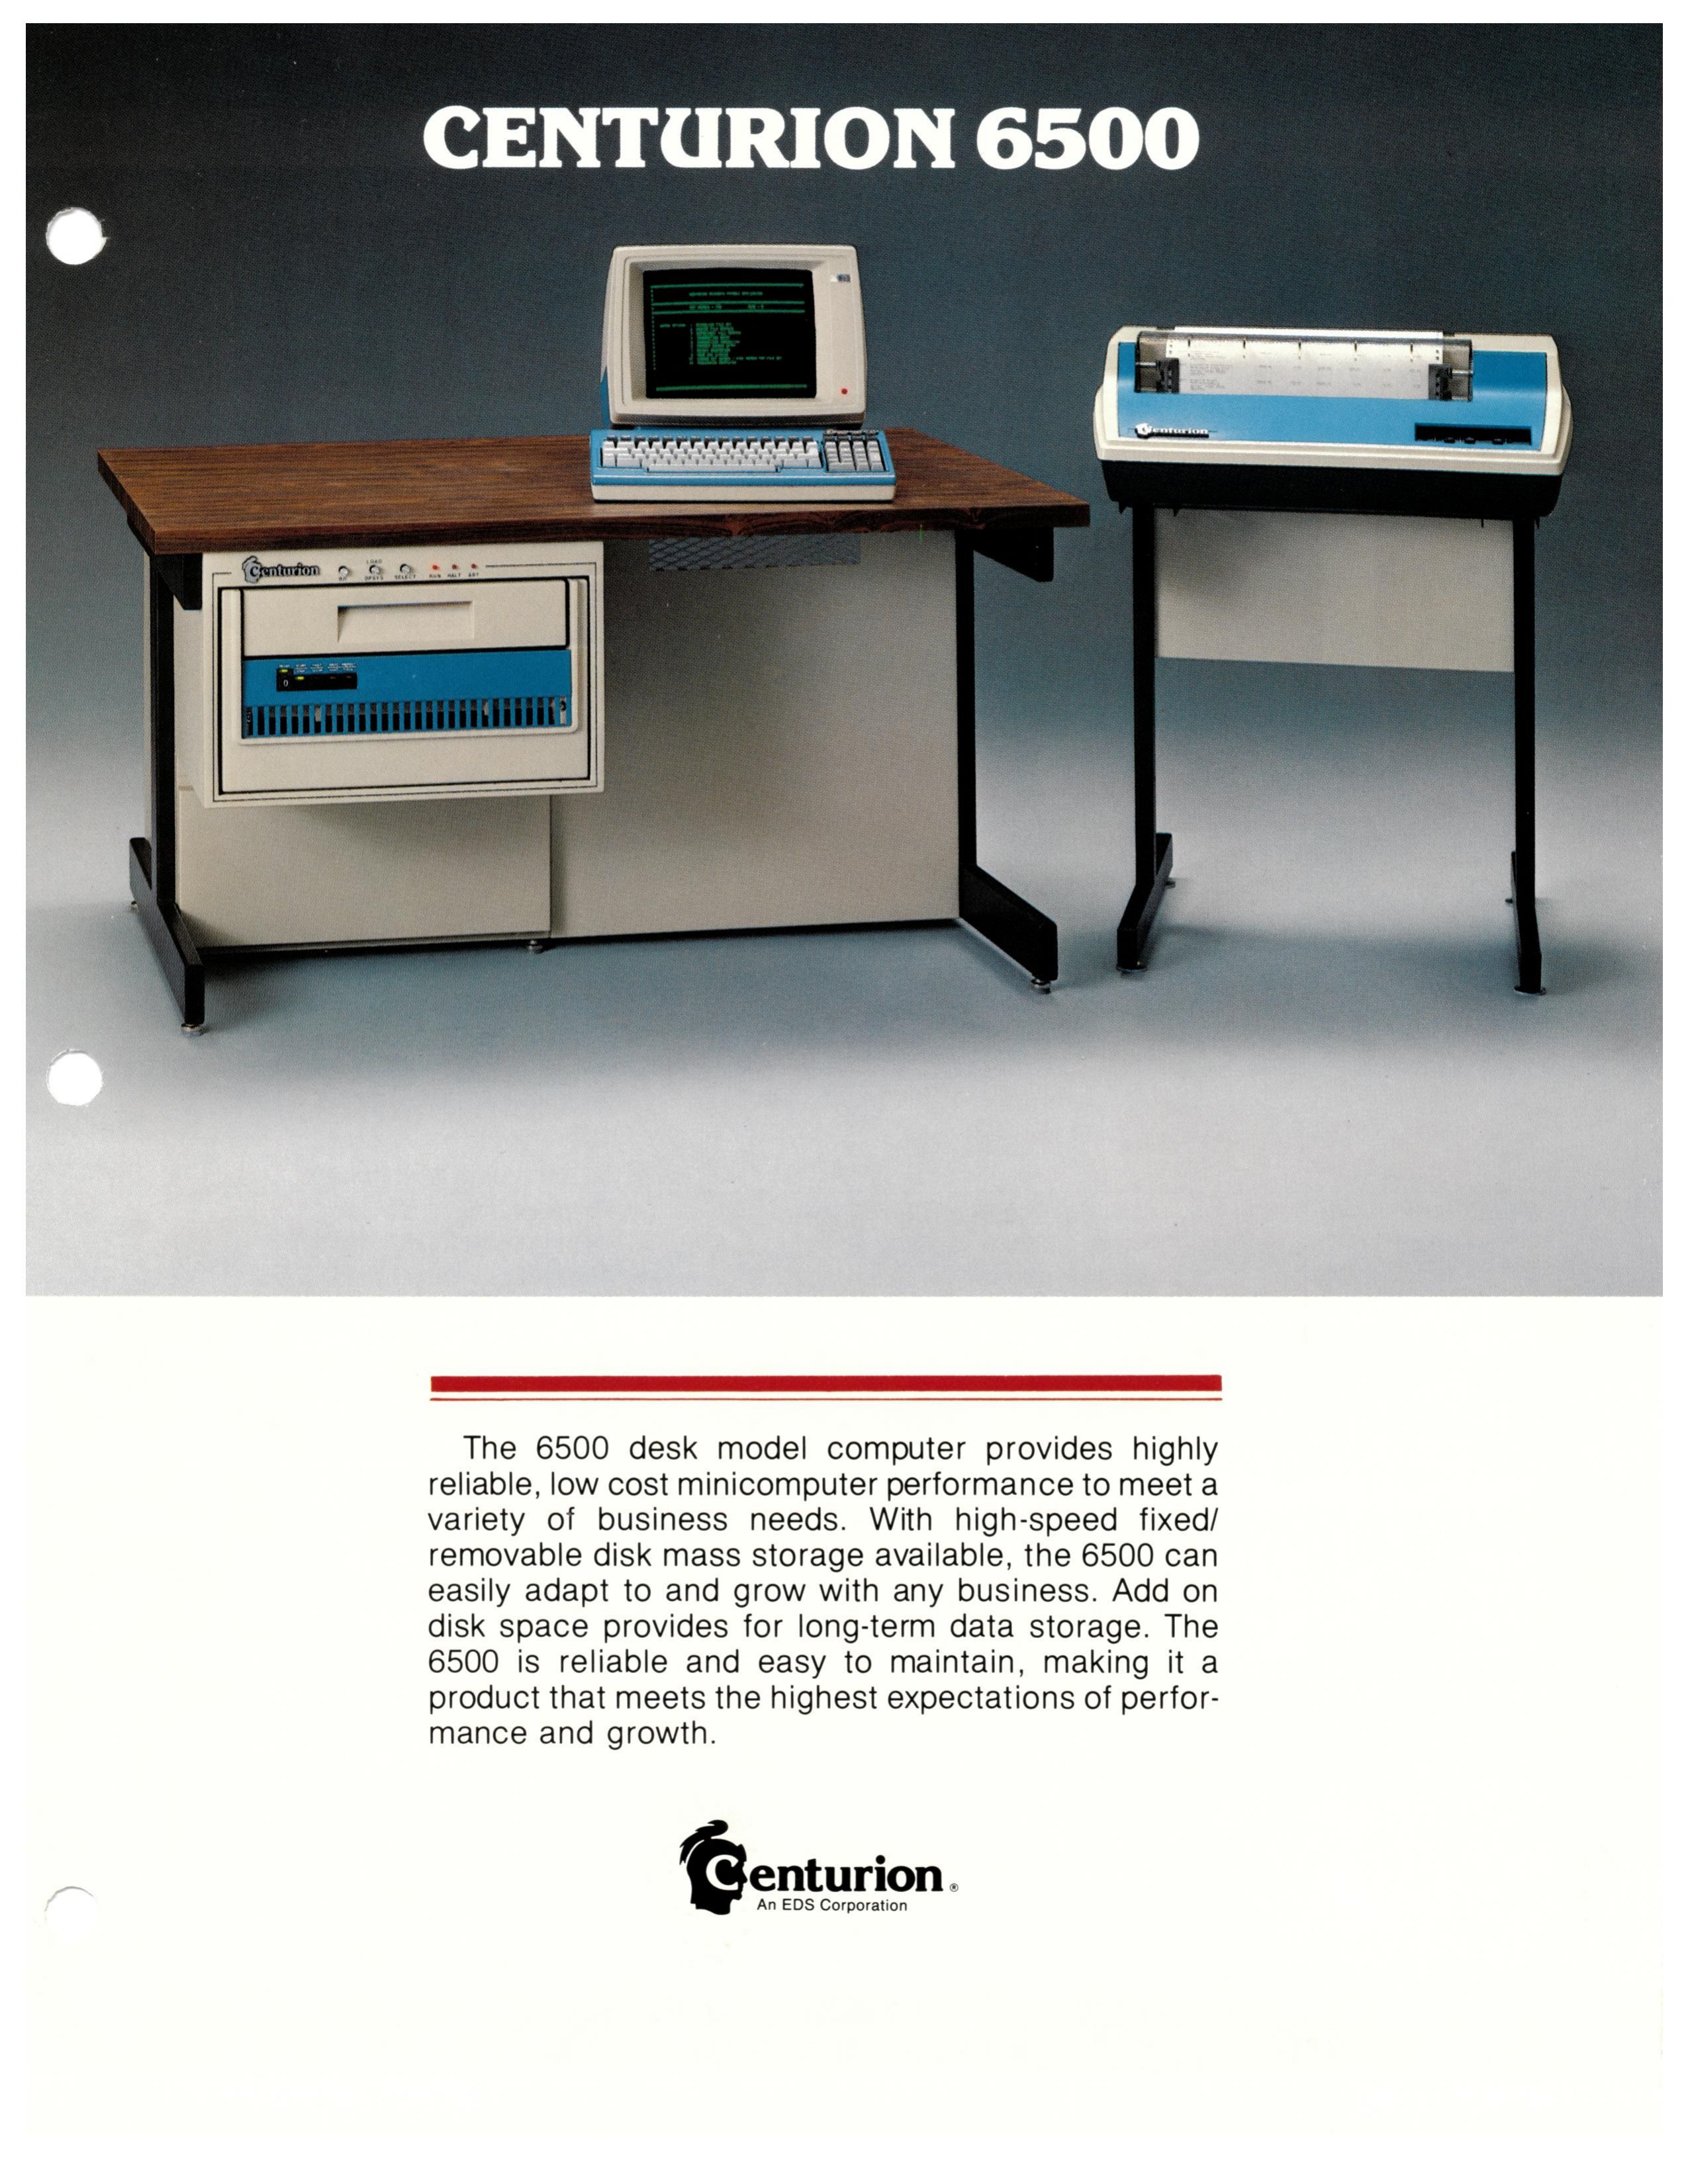 CENTURION 6500
Centurion
Centurion
LOAD
OPSYS
SELECT
RUN HALT ABT
The 6500 desk model computer provides highly
reliable, low cost minicomputer performance to meet a
variety of business needs. With high-speed fixed/
removable disk mass storage available, the 6500 can
easily adapt to and grow with any business. Add on
disk space provides for long-term data storage. The
6500 is reliable and easy to maintain, making it a
product that meets the highest expectations of perfor-
mance and growth.
Centurion®
An EDS Corporation